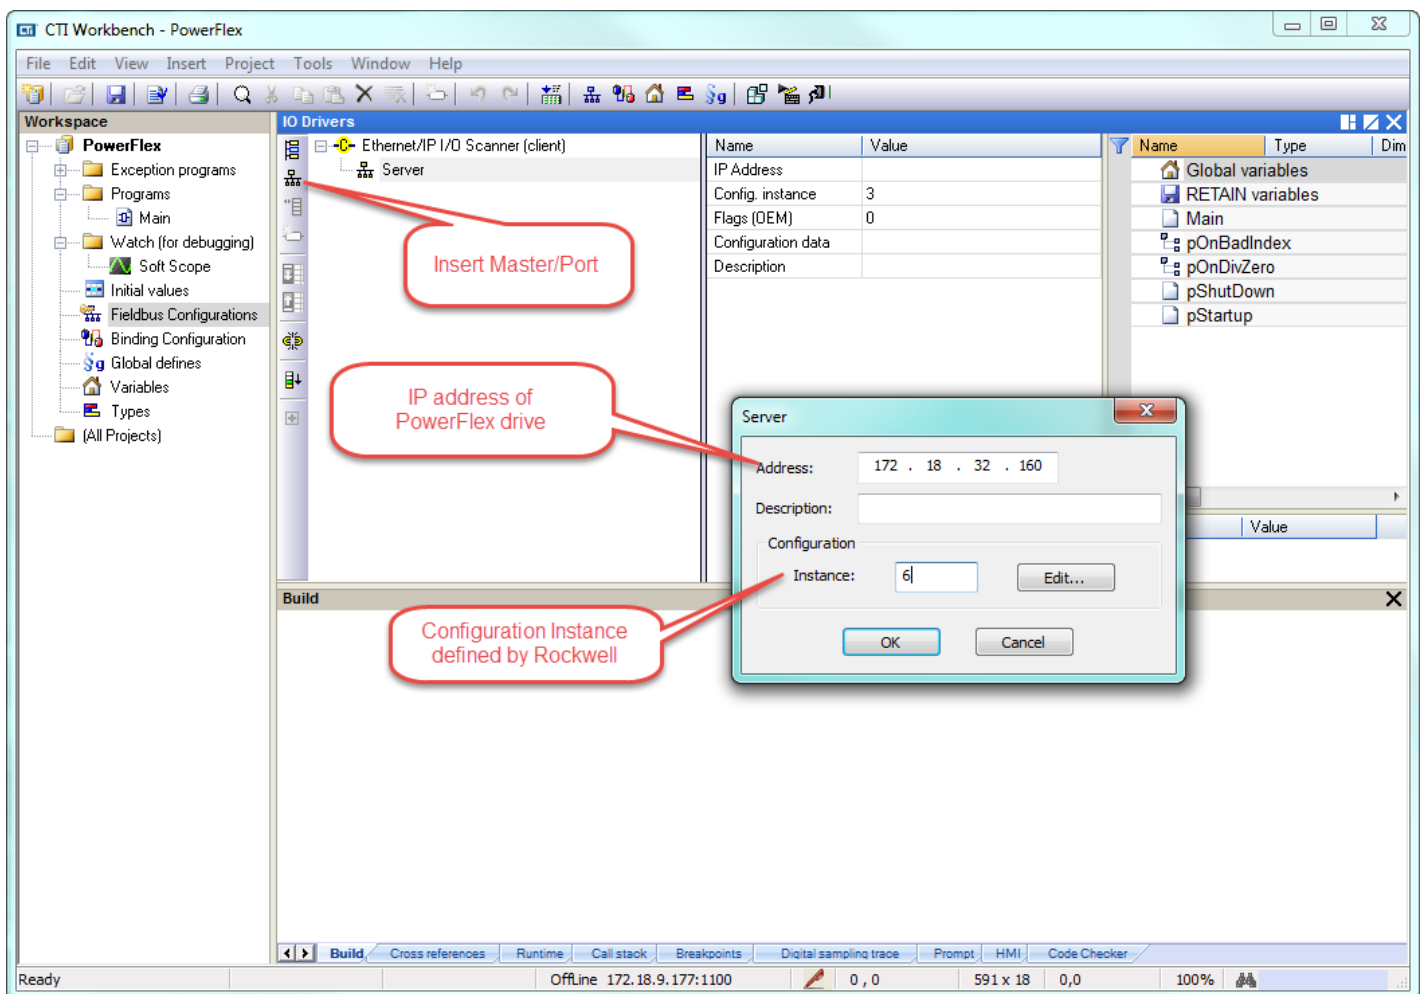 CTI Workbench - PowerFlex
File Edit View Insert Project Tools Window Help
Workspace
PowerFlex
Exception programs
Programs
Main
Watch (for debugging)
Soft Scope
Initial values
Fieldbus Configurations
Binding Configuration
Global defines
Variables
Types
(All Projects)
IO Drivers
Ethernet/IP I/O Scanner (client)
Server
Insert Master/Port
IP address of
PowerFlex drive
Name Value
IP Address
Config. instance 3
Flags (OEM) 0
Configuration data
Description
Name Type Dim
Global variables
RETAIN variables
Main
pOnBadIndex
pOnDivZero
pShutDown
pStartup
Value
Server
Address: 172 . 18 . 32 . 160
Description:
Configuration
Instance: 6 Edit...
OK Cancel
Build
Configuration Instance
defined by Rockwell
Build Cross references Runtime Call stack Breakpoints Digital sampling trace Prompt HMI Code Checker
Ready OffLine 172.18.9.177:1100 0 , 0 591 x 18 0,0 100%